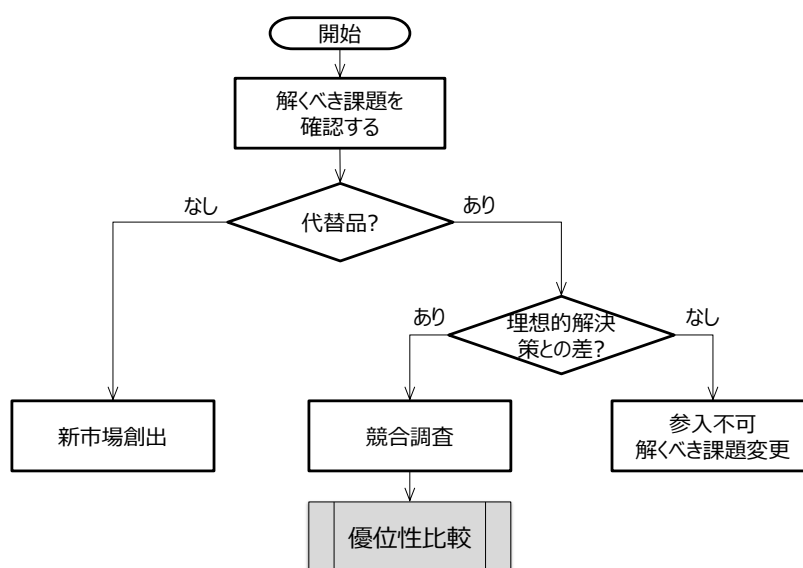 開始
解くべき課題を
確認する
代替品?
なし
あり
理想的解決
策との差?
あり
なし
新市場創出
競合調査
参入不可
解くべき課題変更
優位性比較